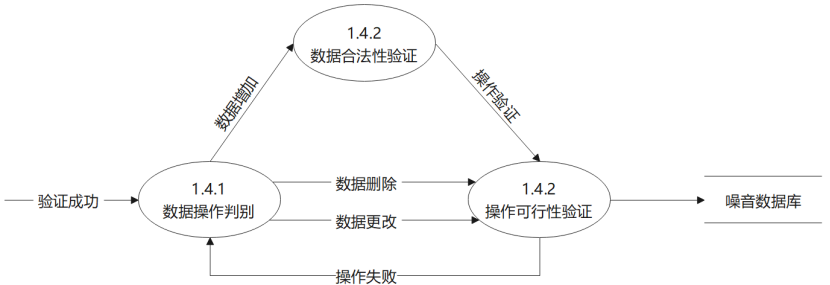 1.4.2
数据合法性验证
数据增加
操作验证
验证成功
1.4.1
数据操作判别
数据删除
数据更改
1.4.2
操作可行性验证
噪音数据库
操作失败